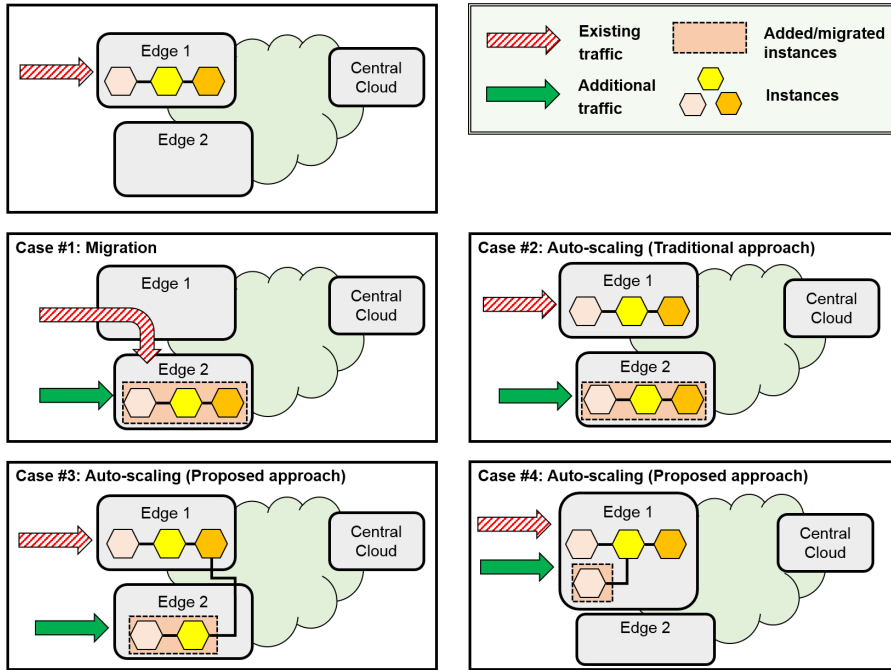 Edge 1
Central
Cloud
Edge 2
Existing
traffic
Added/migrated
instances
Additional
traffic
Instances
Case #1: Migration
Edge 1
Central
Cloud
Edge 2
Case #2: Auto-scaling (Traditional approach)
Edge 1
Central
Cloud
Edge 2
Case #3: Auto-scaling (Proposed approach)
Edge 1
Central
Cloud
Edge 2
Case #4: Auto-scaling (Proposed approach)
Edge 1
Central
Cloud
Edge 2